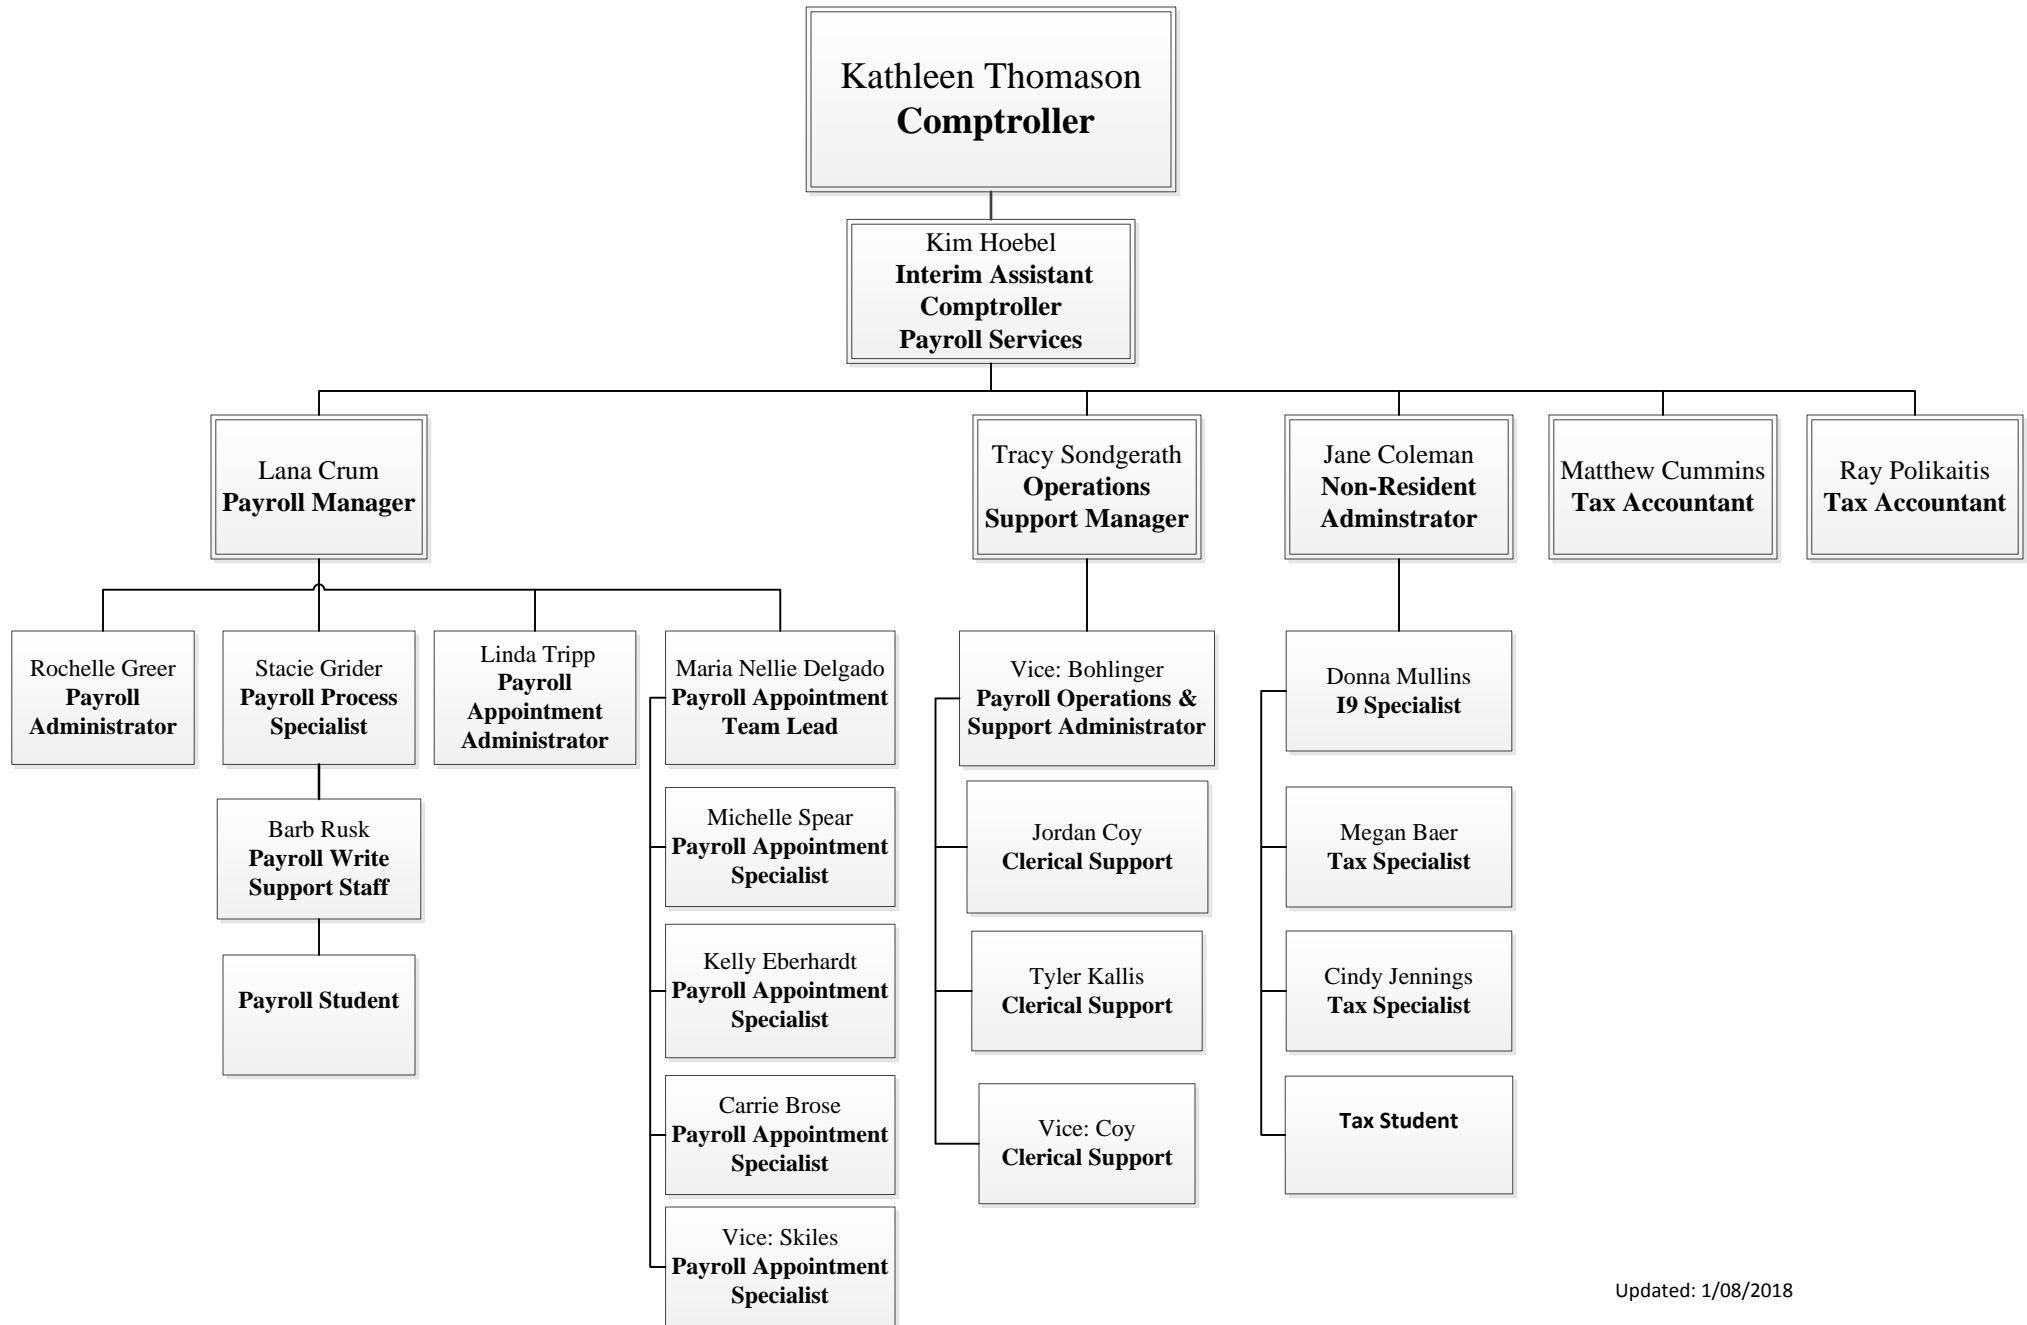 Kathleen Thomason
Comptroller
Kim Hoebel
Interim Assistant
Comptroller
Payroll Services
Lana Crum
Payroll Manager
Tracy Sondgerath
Operations
Support Manager
Jane Coleman
Non-Resident
Adminstrator
Matthew Cummins
Tax Accountant
Ray Polikaitis
Tax Accountant
Rochelle Greer
Payroll
Administrator
Stacie Grider
Payroll Process
Specialist
Linda Tripp
Payroll
Appointment
Administrator
Maria Nellie Delgado
Payroll Appointment
Team Lead
Vice: Bohlinger
Payroll Operations &
Support Administrator
Donna Mullins
I9 Specialist
Barb Rusk
Payroll Write
Support Staff
Michelle Spear
Payroll Appointment
Specialist
Jordan Coy
Clerical Support
Megan Baer
Tax Specialist
Payroll Student
Kelly Eberhardt
Payroll Appointment
Specialist
Tyler Kallis
Clerical Support
Cindy Jennings
Tax Specialist
Carrie Brose
Payroll Appointment
Specialist
Vice: Coy
Clerical Support
Tax Student
Vice: Skiles
Payroll Appointment
Specialist
Updated: 1/08/2018